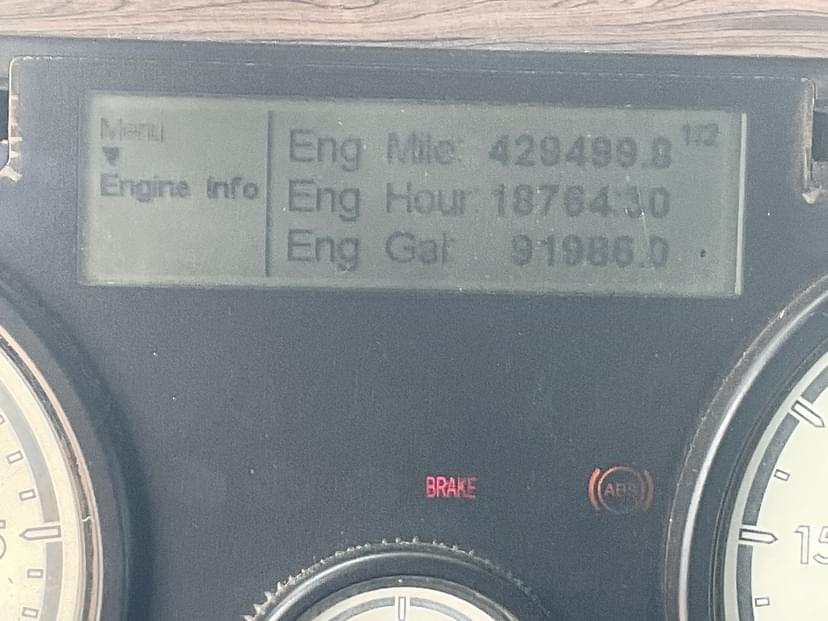 Menu
Engine Info
Eng Mile: 429499.8 1/2
Eng Hour: 18764:30
Eng Gal: 91986.0
BRAKE
ABS
15